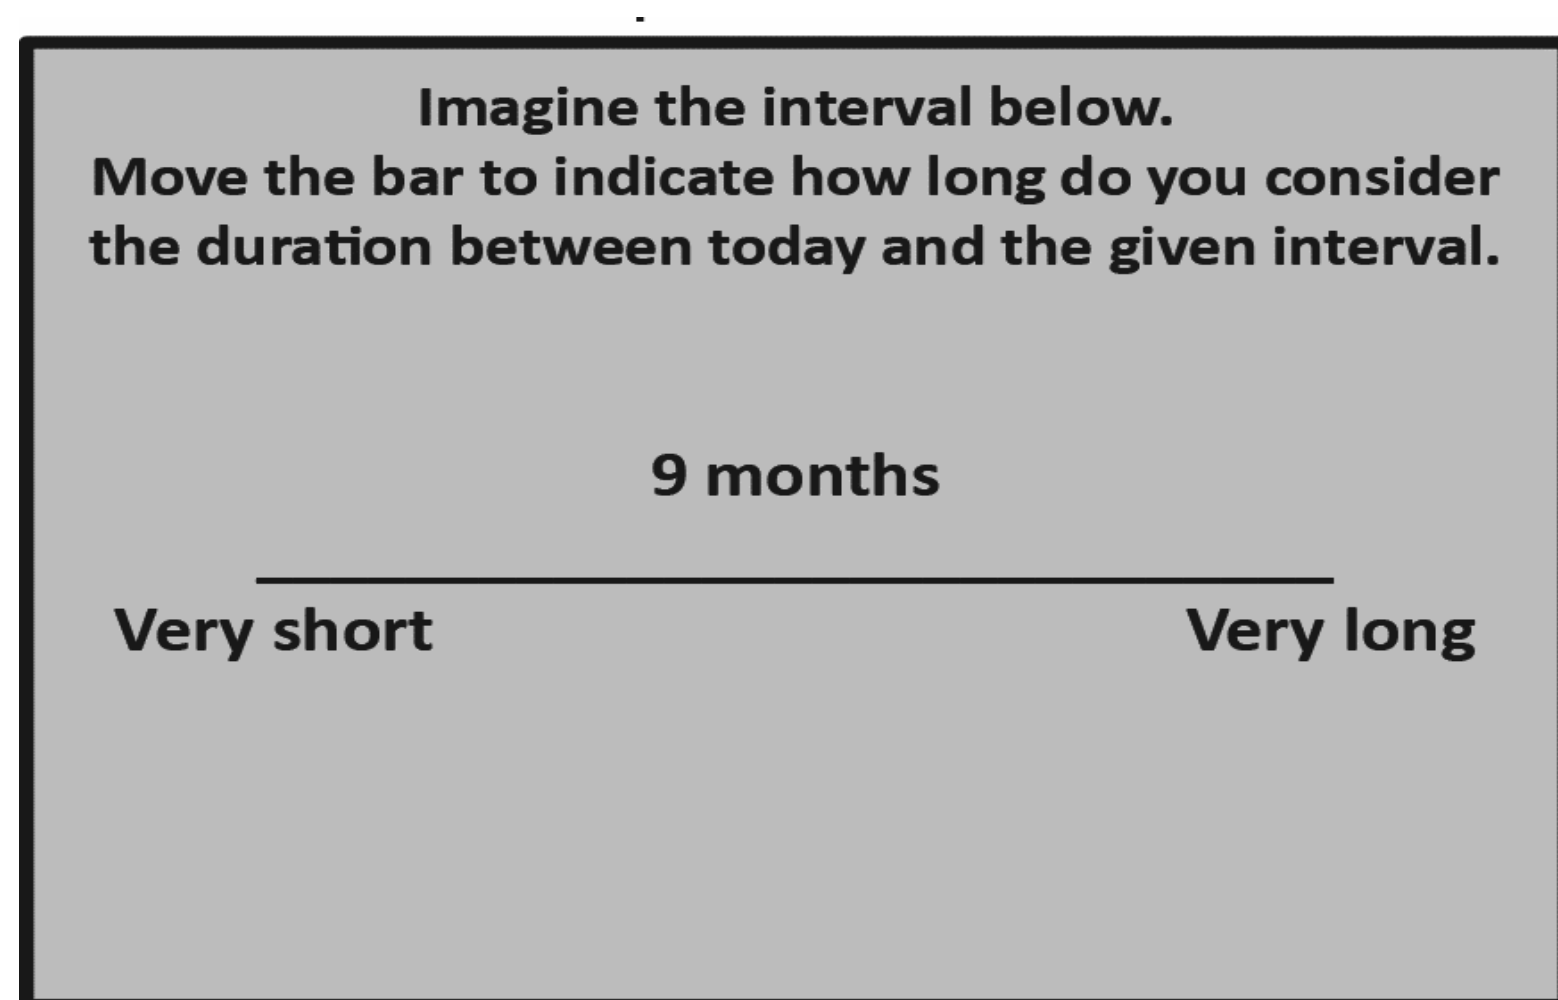 Imagine the interval below.
Move the bar to indicate how long do you consider
the duration between today and the given interval.
9 months
Very short
Very long